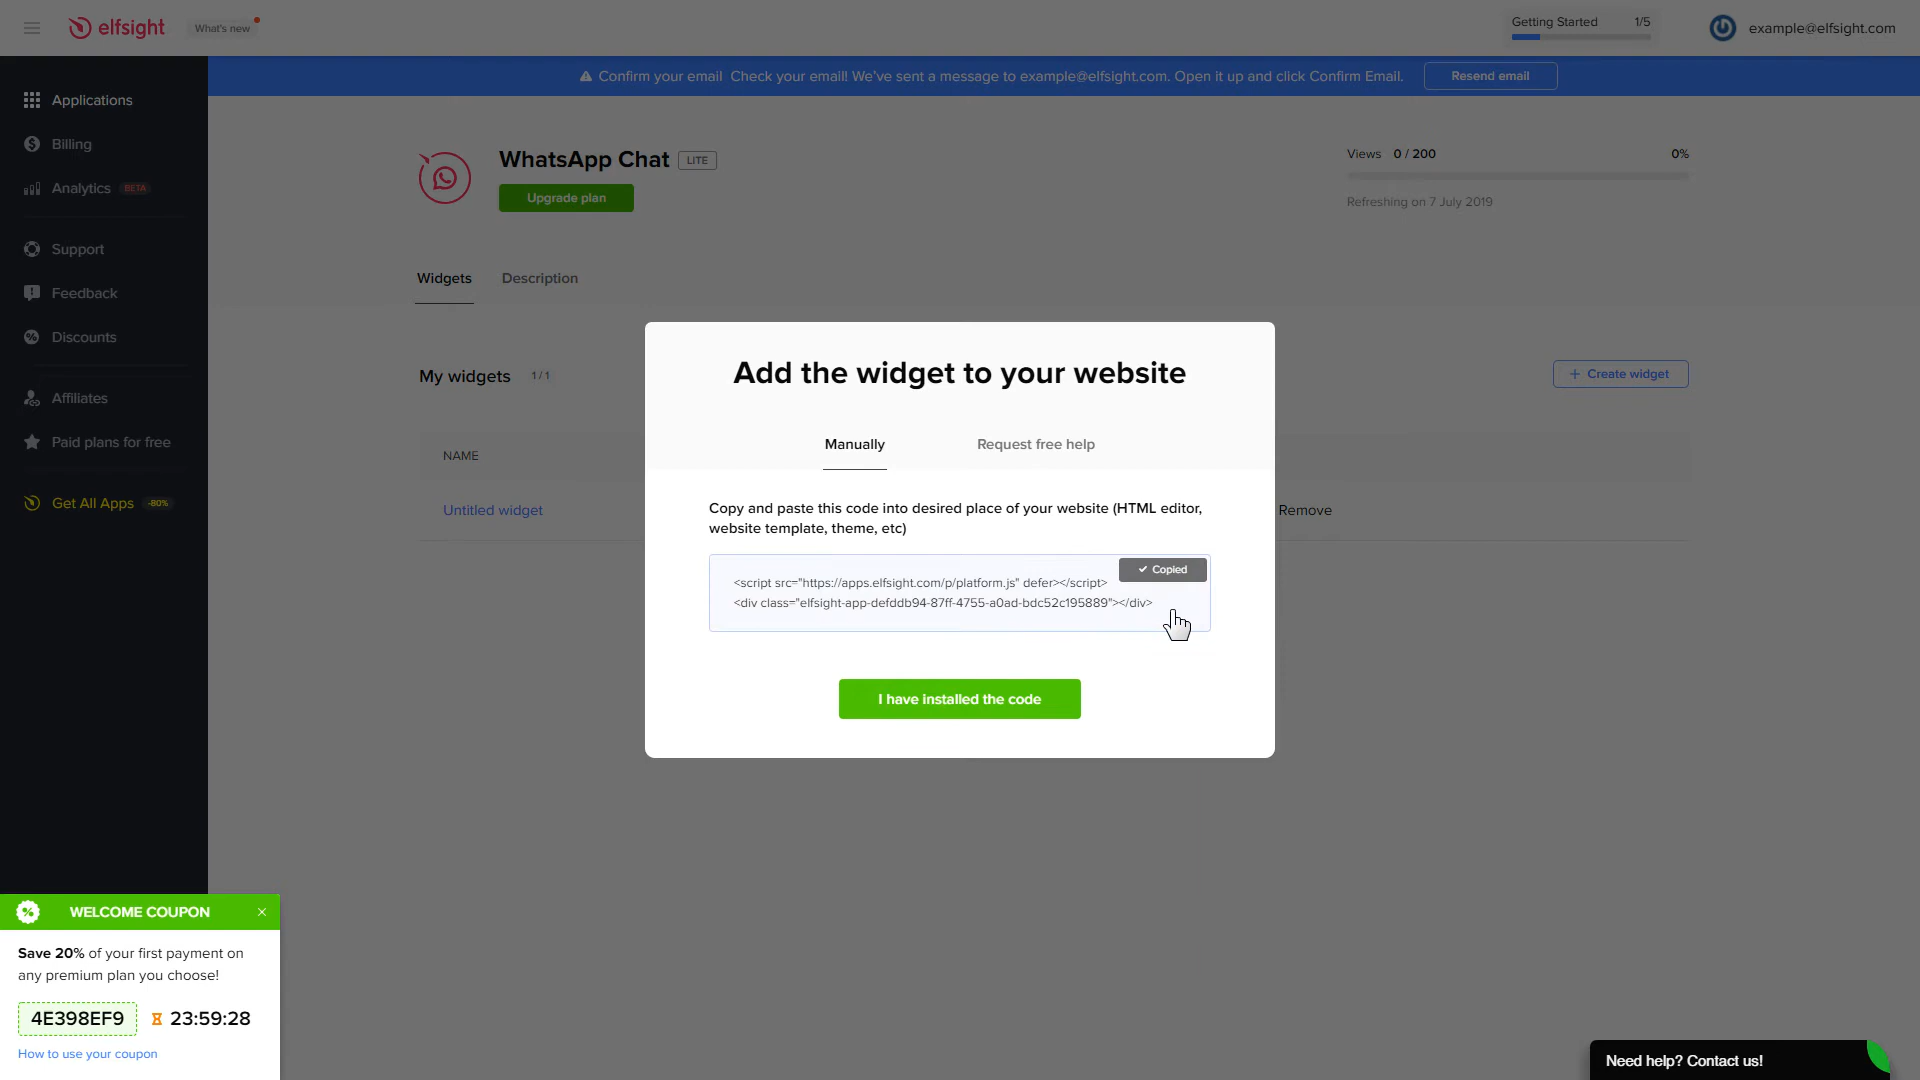 elfsight
What's new
Getting Started 1/5
example@elfsight.com
Confirm your email Check your email! We've sent a message to example@elfsight.com. Open it up and click Confirm Email.
Resend email
Applications
Billing
Analytics BETA
Support
Feedback
Discounts
Affiliates
Paid plans for free
Get All Apps -80%
WhatsApp Chat LITE
Upgrade plan
Views 0 / 200 0%
Refreshing on 7 July 2019
Widgets Description
My widgets 1 / 1
+ Create widget
NAME
Untitled widget
Remove
Add the widget to your website
Manually Request free help
Copy and paste this code into desired place of your website (HTML editor,
website template, theme, etc)
Copied
<script src="https://apps.elfsight.com/p/platform.js" defer></script>
<div class="elfsight-app-defddb94-87ff-4755-a0ad-bdc52c195889"></div>
I have installed the code
WELCOME COUPON
Save 20% of your first payment on
any premium plan you choose!
4E398EF9 23:59:28
How to use your coupon
Need help? Contact us!